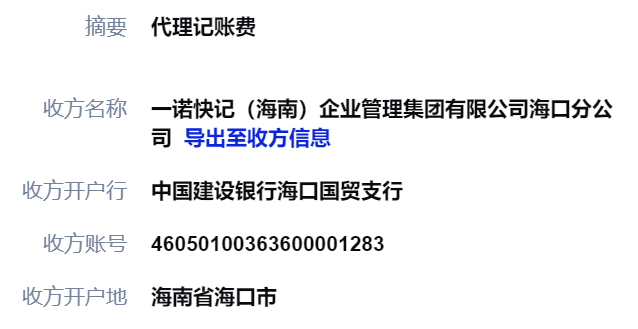 摘要 代理记账费
收方名称 一诺快记（海南）企业管理集团有限公司海口分公
司 导出至收方信息
收方开户行 中国建设银行海口国贸支行
收方账号 46050100363600001283
收方开户地 海南省海口市